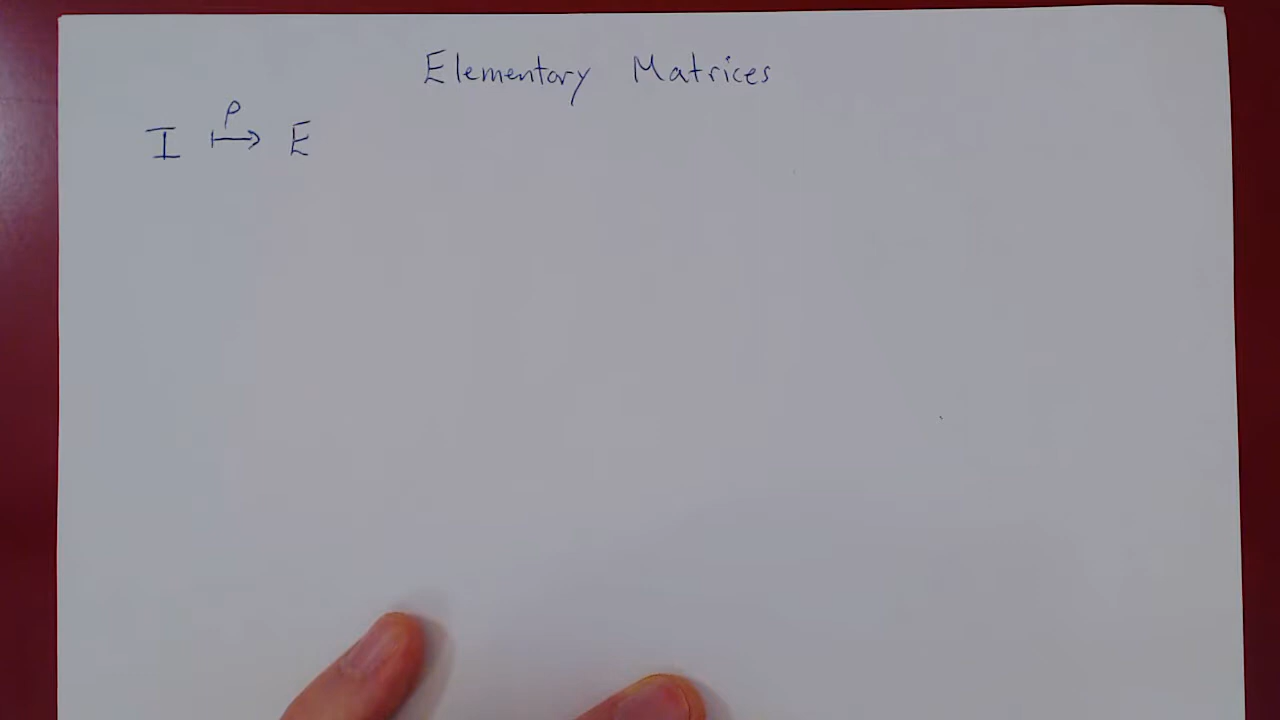 Elementary Matrices
I ↦ E
ρ